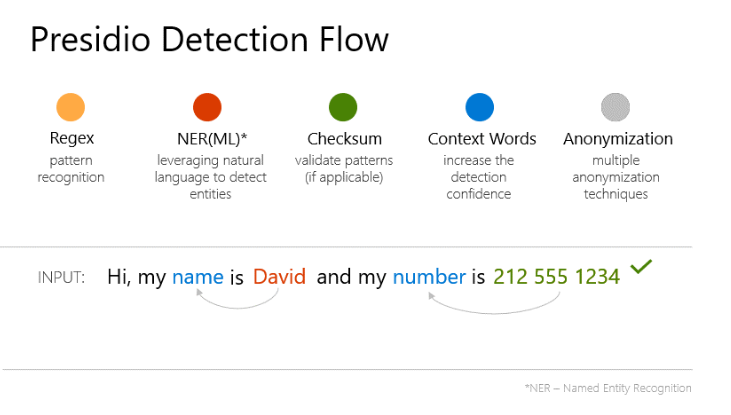 Presidio Detection Flow
Regex
pattern
recognition
NER(ML)*
leveraging natural
language to detect
entities
Checksum
validate patterns
(if applicable)
Context Words
increase the
detection
confidence
Anonymization
multiple
anonymization
techniques
INPUT: Hi, my name is David and my number is 212 555 1234
*NER – Named Entity Recognition